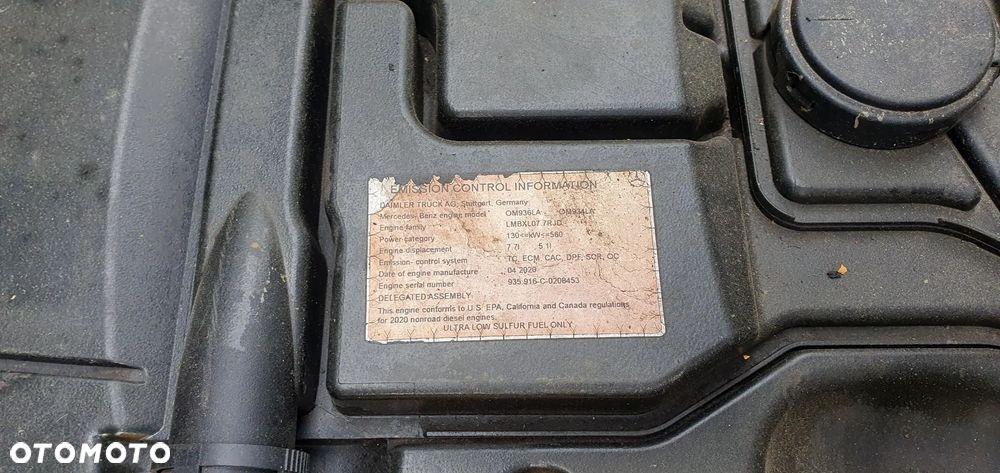 EMISSION CONTROL INFORMATION
DAIMLER TRUCK AG, Stuttgart, Germany
Mercedes- Benz engine model OM936LA OM934LA
Engine family LMBXL07.7RJD
Power category 130<=kW<=560
Engine displacement 7.7l 5.1l
Emission- control system TC, ECM, CAC, DPF, SCR, OC
Date of engine manufacture 04 2020
Engine serial number 935.916-C-0208453
DELEGATED ASSEMBLY
This engine conforms to U.S. EPA, California and Canada regulations
for 2020 nonroad diesel engines.
ULTRA LOW SULFUR FUEL ONLY
OTOMOTO